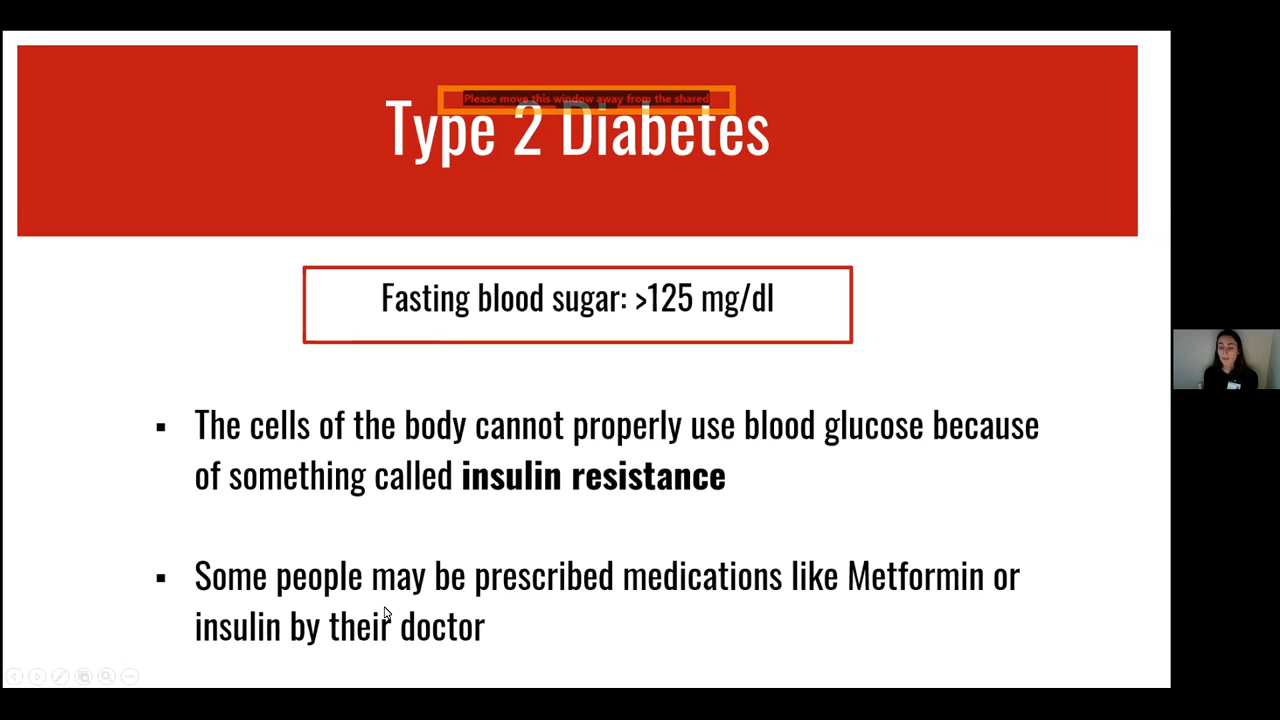 Please move this window away from the shared
Type 2 Diabetes
Fasting blood sugar: >125 mg/dl
▪ The cells of the body cannot properly use blood glucose because
of something called insulin resistance
▪ Some people may be prescribed medications like Metformin or
insulin by their doctor